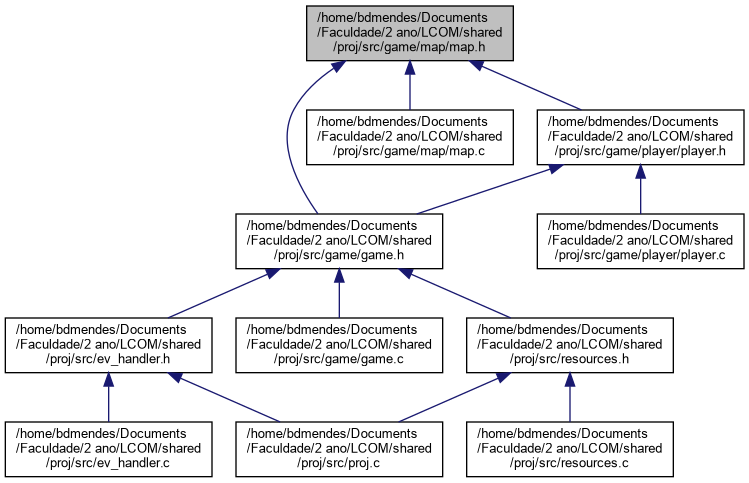 /home/bdmendes/Documents
/Faculdade/2 ano/LCOM/shared
/proj/src/game/map/map.h
/home/bdmendes/Documents
/Faculdade/2 ano/LCOM/shared
/proj/src/game/map/map.c
/home/bdmendes/Documents
/Faculdade/2 ano/LCOM/shared
/proj/src/game/player/player.h
/home/bdmendes/Documents
/Faculdade/2 ano/LCOM/shared
/proj/src/game/game.h
/home/bdmendes/Documents
/Faculdade/2 ano/LCOM/shared
/proj/src/game/player/player.c
/home/bdmendes/Documents
/Faculdade/2 ano/LCOM/shared
/proj/src/ev_handler.h
/home/bdmendes/Documents
/Faculdade/2 ano/LCOM/shared
/proj/src/game/game.c
/home/bdmendes/Documents
/Faculdade/2 ano/LCOM/shared
/proj/src/resources.h
/home/bdmendes/Documents
/Faculdade/2 ano/LCOM/shared
/proj/src/ev_handler.c
/home/bdmendes/Documents
/Faculdade/2 ano/LCOM/shared
/proj/src/proj.c
/home/bdmendes/Documents
/Faculdade/2 ano/LCOM/shared
/proj/src/resources.c